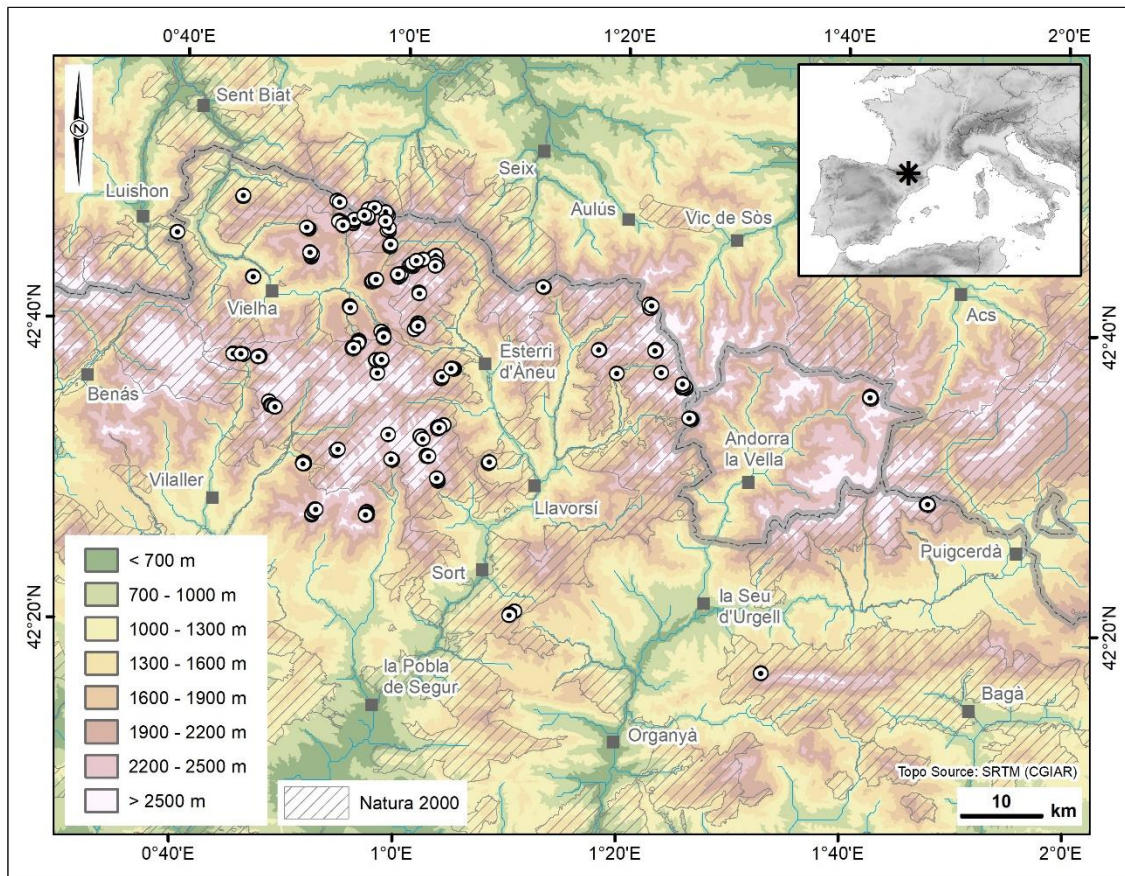 0°40'E
1°0'E
1°20'E
1°40'E
2°0'E
N
Sent Biat
Seix
Luishon
Aulús
Vic de Sòs
Vielha
42°40'N
42°40'N
Acs
Esterri
d'Àneu
Benás
Andorra
la Vella
Vilaller
Llavorsí
Puigcerdà
Sort
la Seu
d'Urgell
42°20'N
42°20'N
la Pobla
de Segur
Bagà
Organyà
< 700 m
700 - 1000 m
1000 - 1300 m
1300 - 1600 m
1600 - 1900 m
1900 - 2200 m
2200 - 2500 m
> 2500 m
Natura 2000
Topo Source: SRTM (CGIAR)
10
km
0°40'E
1°0'E
1°20'E
1°40'E
2°0'E